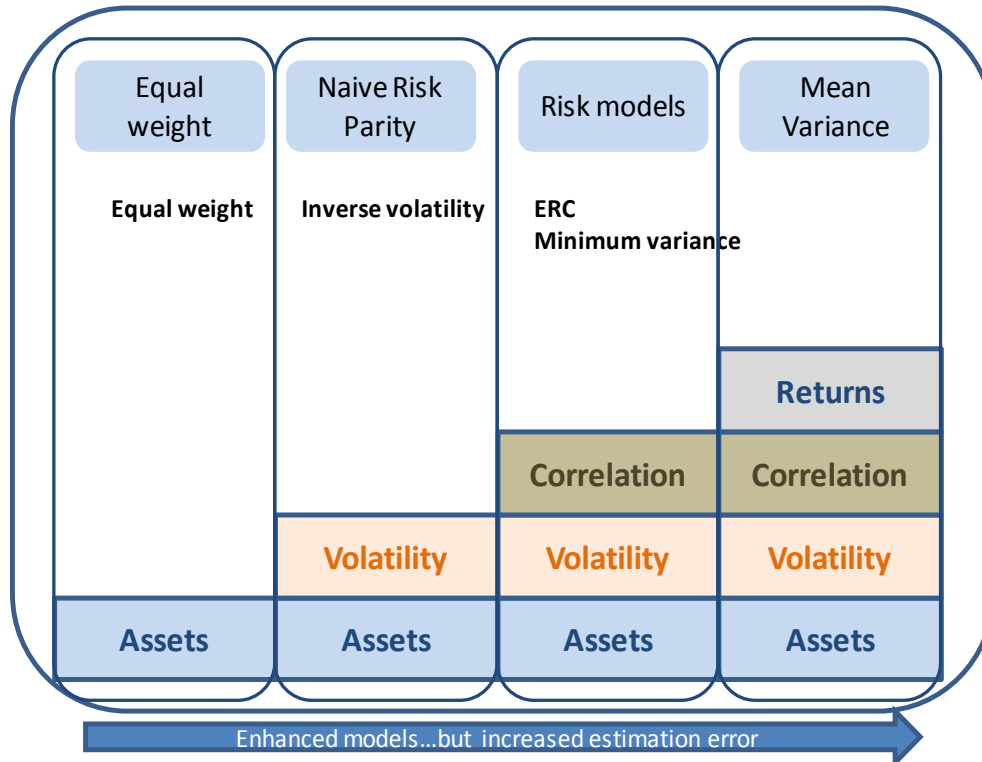 Equal
weight
Naive Risk
Parity
Risk models
Mean
Variance
Equal weight
Inverse volatility
ERC
Minimum variance
Returns
Correlation
Correlation
Volatility
Volatility
Volatility
Assets
Assets
Assets
Assets
Enhanced models...but increased estimation error